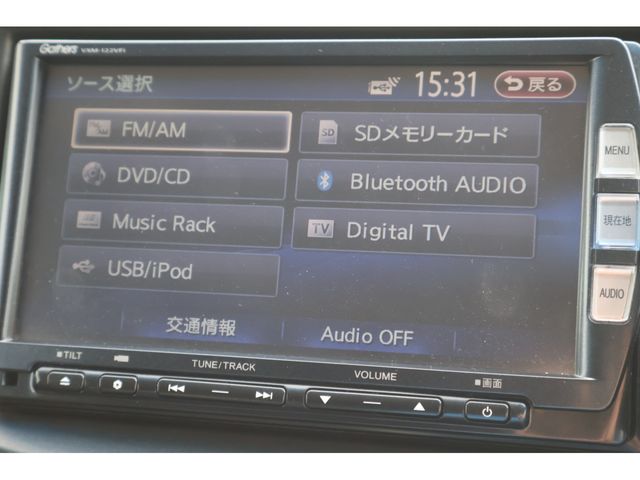 Gathers VXM-122VFi
ソース選択
15:31
戻る
FM/AM
SD
SDメモリーカード
DVD/CD
Bluetooth AUDIO
Music Rack
TV
Digital TV
USB/iPod
交通情報
Audio OFF
MENU
現在地
AUDIO
TILT
TUNE/TRACK
VOLUME
画面